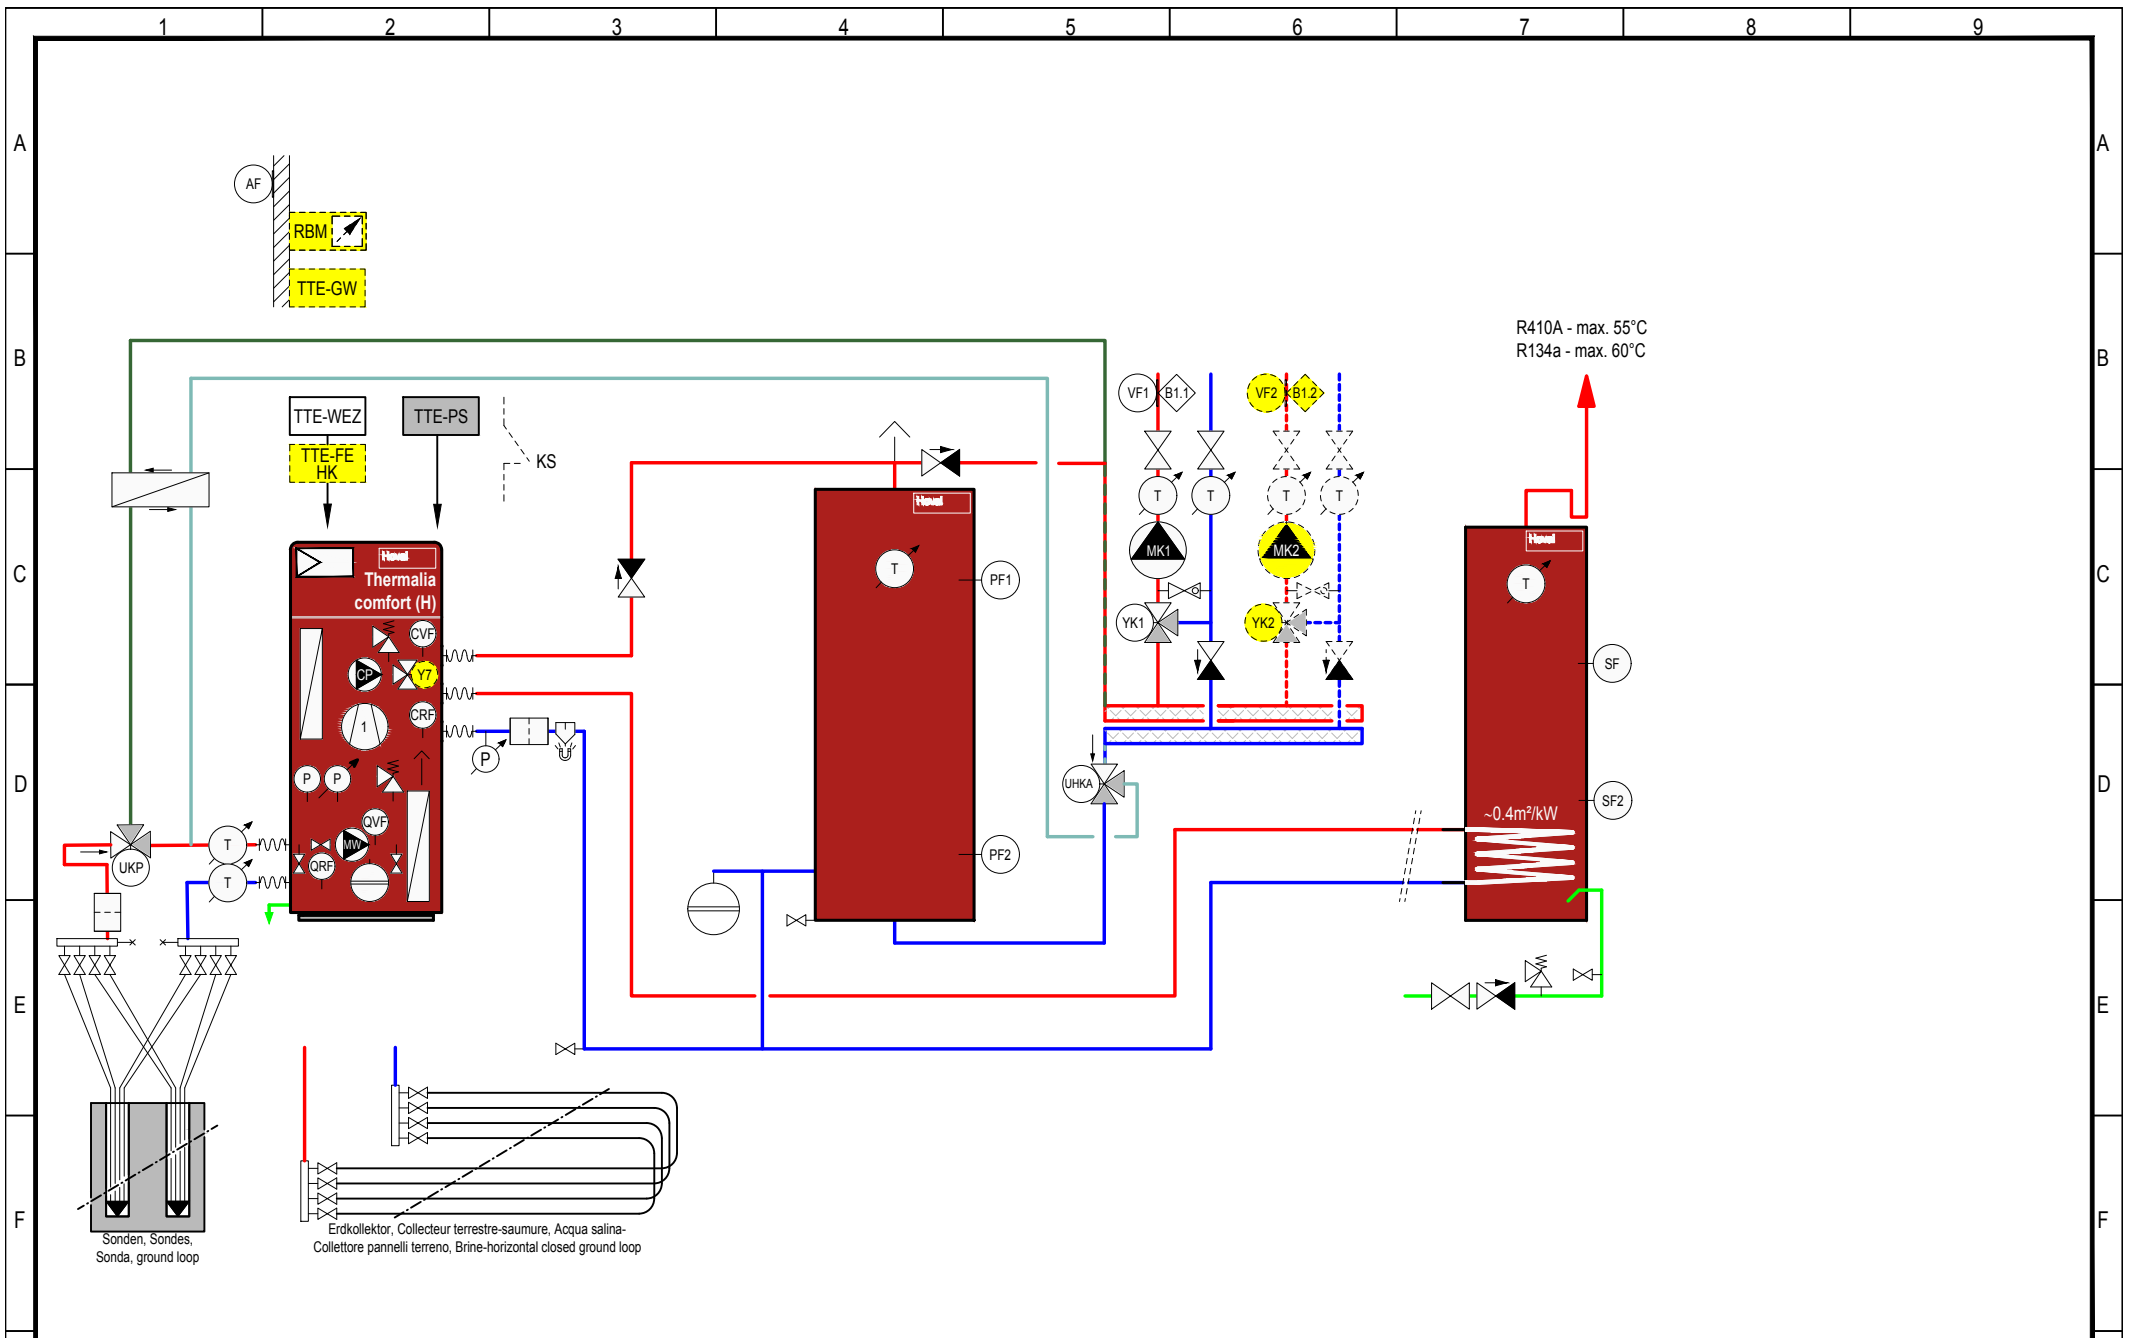 1 2 3 4 5 6 7 8 9
A A
AF
RBM
TTE-GW
B B
R410A - max. 55°C
R134a - max. 60°C
VF1 B1.1 VF2 B1.2
TTE-WEZ TTE-PS
TTE-FE
HK
KS
Hoval
T T T T
MK1 MK2
C C
Hoval
Thermalia
comfort (H)
T
PF1
Hoval
T
YK1 YK2
CVF
CP Y7
SF
CRF
1
P
D D
P P
UHKA
SF2
~0.4m²/kW
QVF
MW
T
QRF
UKP
T
PF2
E E
F F
Sonden, Sondes,
Sonda, ground loop
Erdkollektor, Collecteur terrestre-saumure, Acqua salina-
Collettore pannelli terreno, Brine-horizontal closed ground loop